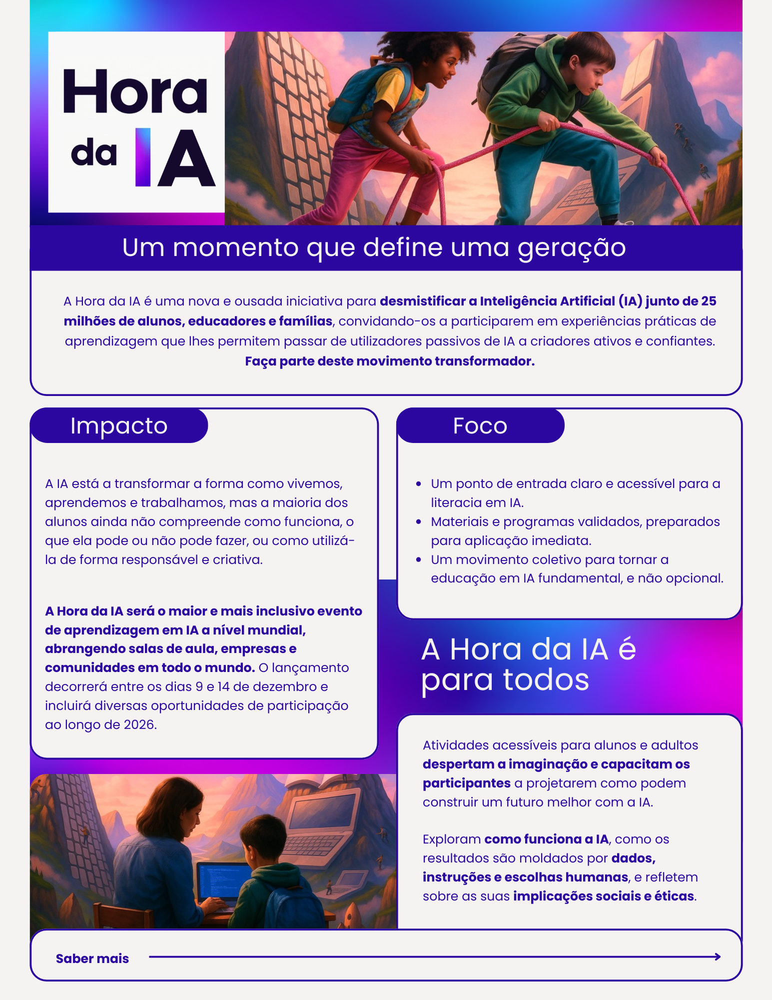 Hora
da IA
Um momento que define uma geração
A Hora da IA é uma nova e ousada iniciativa para desmistificar a Inteligência Artificial (IA) junto de 25
milhões de alunos, educadores e famílias, convidando-os a participarem em experiências práticas de
aprendizagem que lhes permitem passar de utilizadores passivos de IA a criadores ativos e confiantes.
Faça parte deste movimento transformador.
Impacto
A IA está a transformar a forma como vivemos,
aprendemos e trabalhamos, mas a maioria dos
alunos ainda não compreende como funciona, o
que ela pode ou não pode fazer, ou como utilizá-
la de forma responsável e criativa.
A Hora da IA será o maior e mais inclusivo evento
de aprendizagem em IA a nível mundial,
abrangendo salas de aula, empresas e
comunidades em todo o mundo. O lançamento
decorrerá entre os dias 9 e 14 de dezembro e
incluirá diversas oportunidades de participação
ao longo de 2026.
Foco
• Um ponto de entrada claro e acessível para a
literacia em IA.
• Materiais e programas validados, preparados
para aplicação imediata.
• Um movimento coletivo para tornar a
educação em IA fundamental, e não opcional.
A Hora da IA é
para todos
Atividades acessíveis para alunos e adultos
despertam a imaginação e capacitam os
participantes a projetarem como podem
construir um futuro melhor com a IA.
Exploram como funciona a IA, como os
resultados são moldados por dados,
instruções e escolhas humanas, e refletem
sobre as suas implicações sociais e éticas.
Saber mais